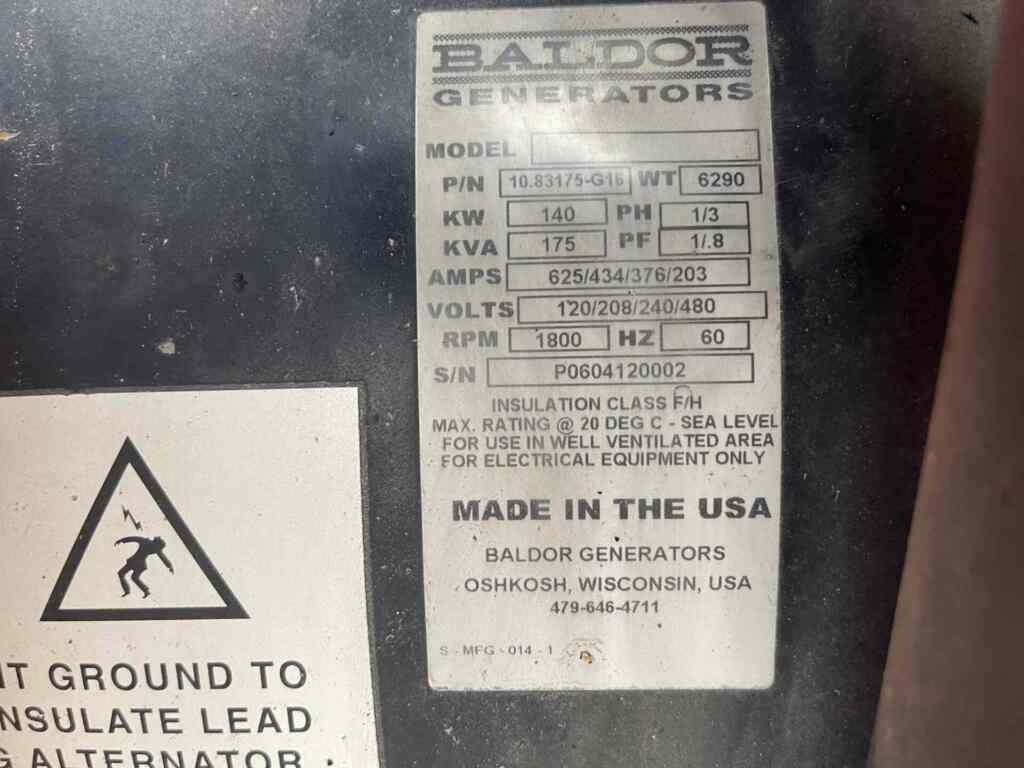 BALDOR
GENERATORS
MODEL
P/N 10.83175-G16 WT 6290
KW 140 PH 1/3
KVA 175 PF 1/.8
AMPS 625/434/376/203
VOLTS 120/208/240/480
RPM 1800 HZ 60
S/N P0604120002
INSULATION CLASS F/H
MAX. RATING @ 20 DEG C - SEA LEVEL
FOR USE IN WELL VENTILATED AREA
FOR ELECTRICAL EQUIPMENT ONLY
MADE IN THE USA
BALDOR GENERATORS
OSHKOSH, WISCONSIN, USA
479-646-4711
S - MFG - 014 - 1
GROUND TO
NSULATE LEAD
ALTERNATOR